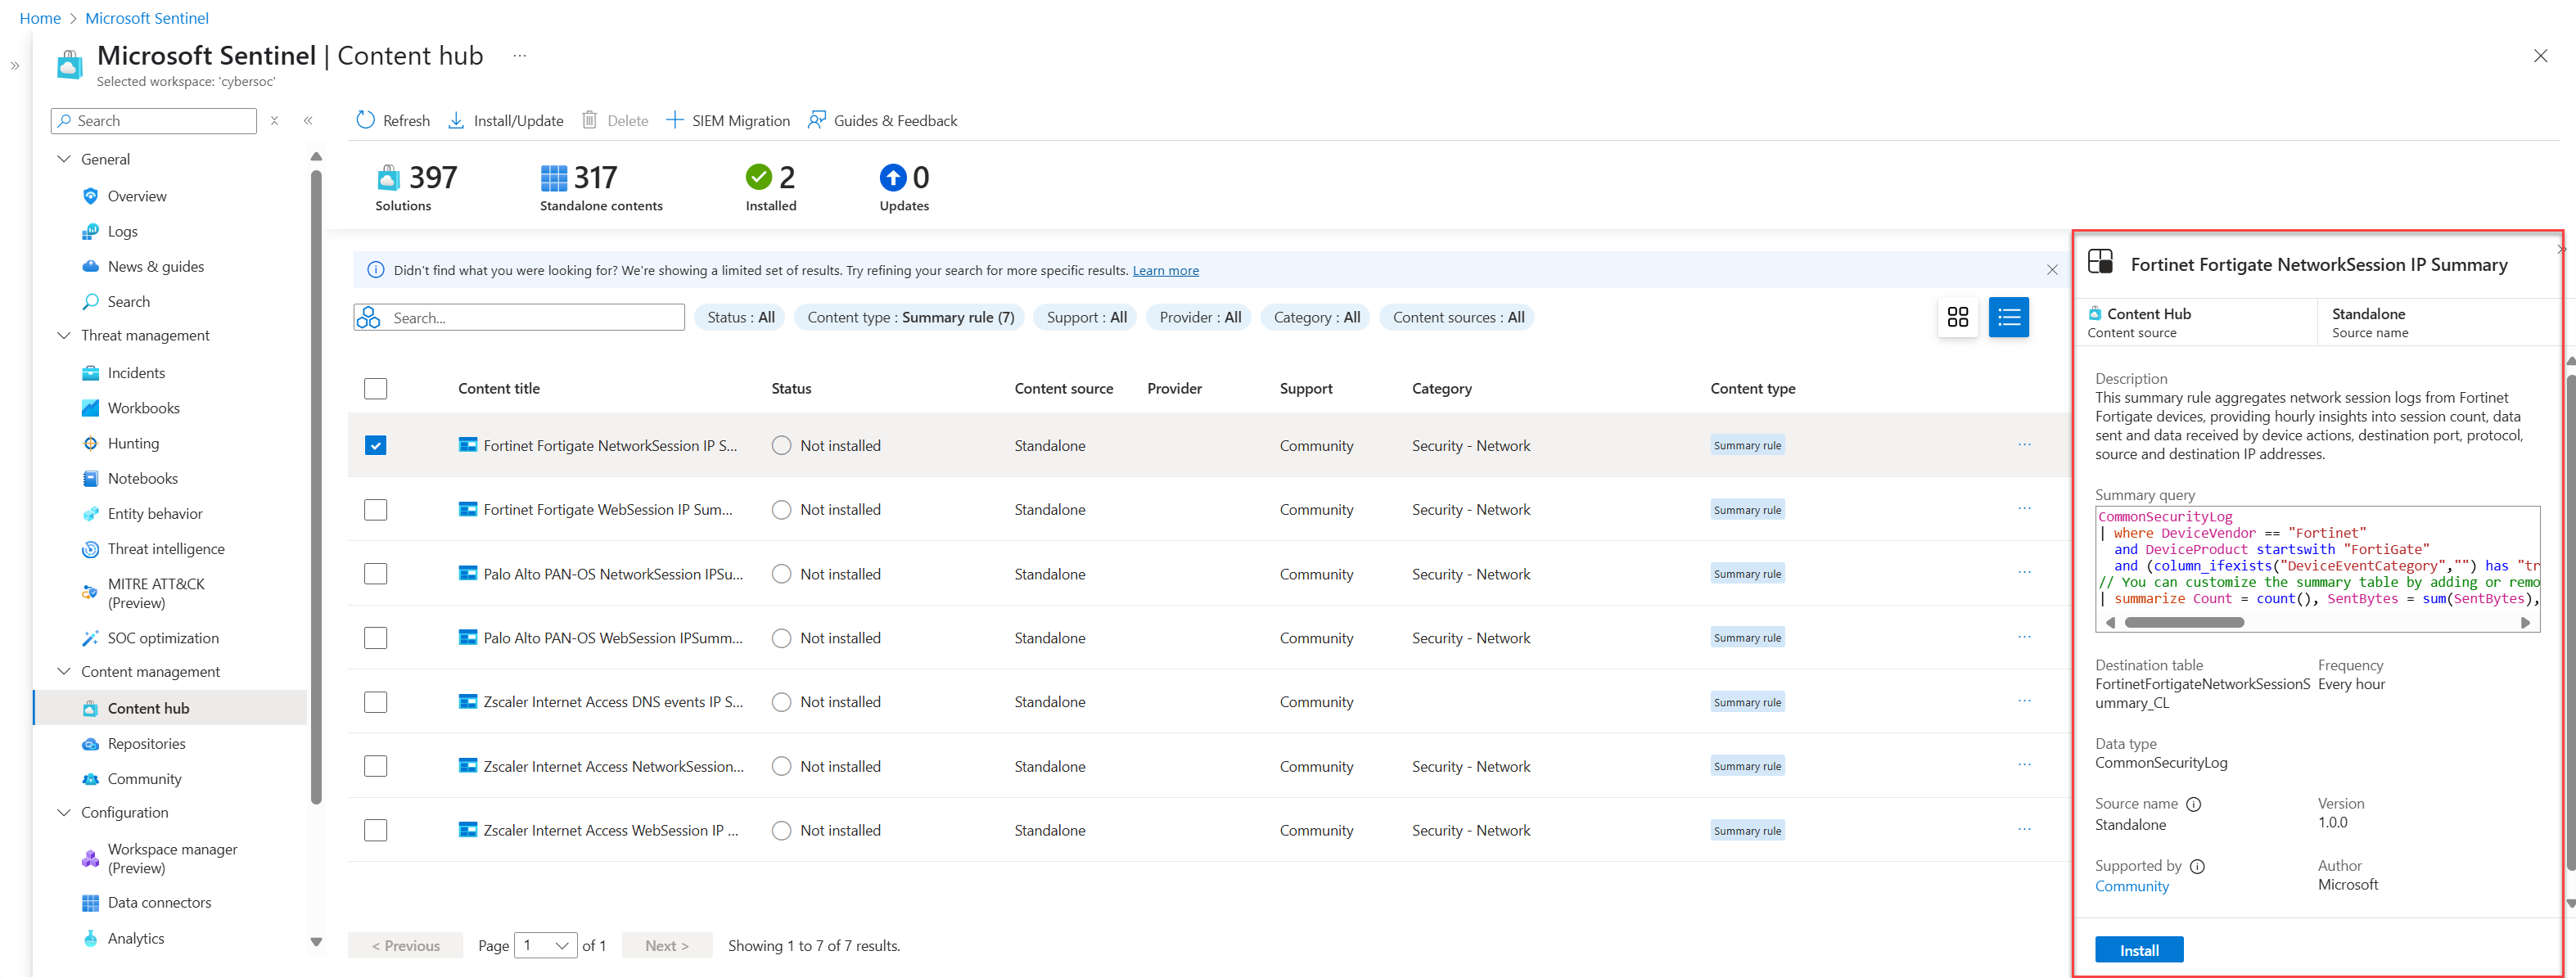 Home > Microsoft Sentinel
Microsoft Sentinel | Content hub ...
Selected workspace: 'cybersoc'
Search
General
Overview
Logs
News & guides
Search
Threat management
Incidents
Workbooks
Hunting
Notebooks
Entity behavior
Threat intelligence
MITRE ATT&CK
(Preview)
SOC optimization
Content management
Content hub
Repositories
Community
Configuration
Workspace manager
(Preview)
Data connectors
Analytics
Refresh Install/Update Delete SIEM Migration Guides & Feedback
397 317 2 0
Solutions Standalone contents Installed Updates
Didn't find what you were looking for? We're showing a limited set of results. Try refining your search for more specific results. Learn more
Search... Status : All Content type : Summary rule (7) Support : All Provider : All Category : All Content sources : All
Content title Status Content source Provider Support Category Content type
Fortinet Fortigate NetworkSession IP S... Not installed Standalone Community Security - Network Summary rule ...
Fortinet Fortigate WebSession IP Sum... Not installed Standalone Community Security - Network Summary rule ...
Palo Alto PAN-OS NetworkSession IPSu... Not installed Standalone Community Security - Network Summary rule ...
Palo Alto PAN-OS WebSession IPSumm... Not installed Standalone Community Security - Network Summary rule ...
Zscaler Internet Access DNS events IP S... Not installed Standalone Community Summary rule ...
Zscaler Internet Access NetworkSession... Not installed Standalone Community Security - Network Summary rule ...
Zscaler Internet Access WebSession IP ... Not installed Standalone Community Security - Network Summary rule ...
< Previous Page 1 of 1 Next > Showing 1 to 7 of 7 results.
Fortinet Fortigate NetworkSession IP Summary
Content Hub Standalone
Content source Source name
Description
This summary rule aggregates network session logs from Fortinet
Fortigate devices, providing hourly insights into session count, data
sent and data received by device actions, destination port, protocol,
source and destination IP addresses.
Summary query
CommonSecurityLog
| where DeviceVendor == "Fortinet"
and DeviceProduct startswith "FortiGate"
and (column_ifexists("DeviceEventCategory","") has "tr
// You can customize the summary table by adding or remo
| summarize Count = count(), SentBytes = sum(SentBytes),
Destination table Frequency
FortinetFortigateNetworkSessionS Every hour
ummary_CL
Data type
CommonSecurityLog
Source name Version
Standalone 1.0.0
Supported by Author
Community Microsoft
Install